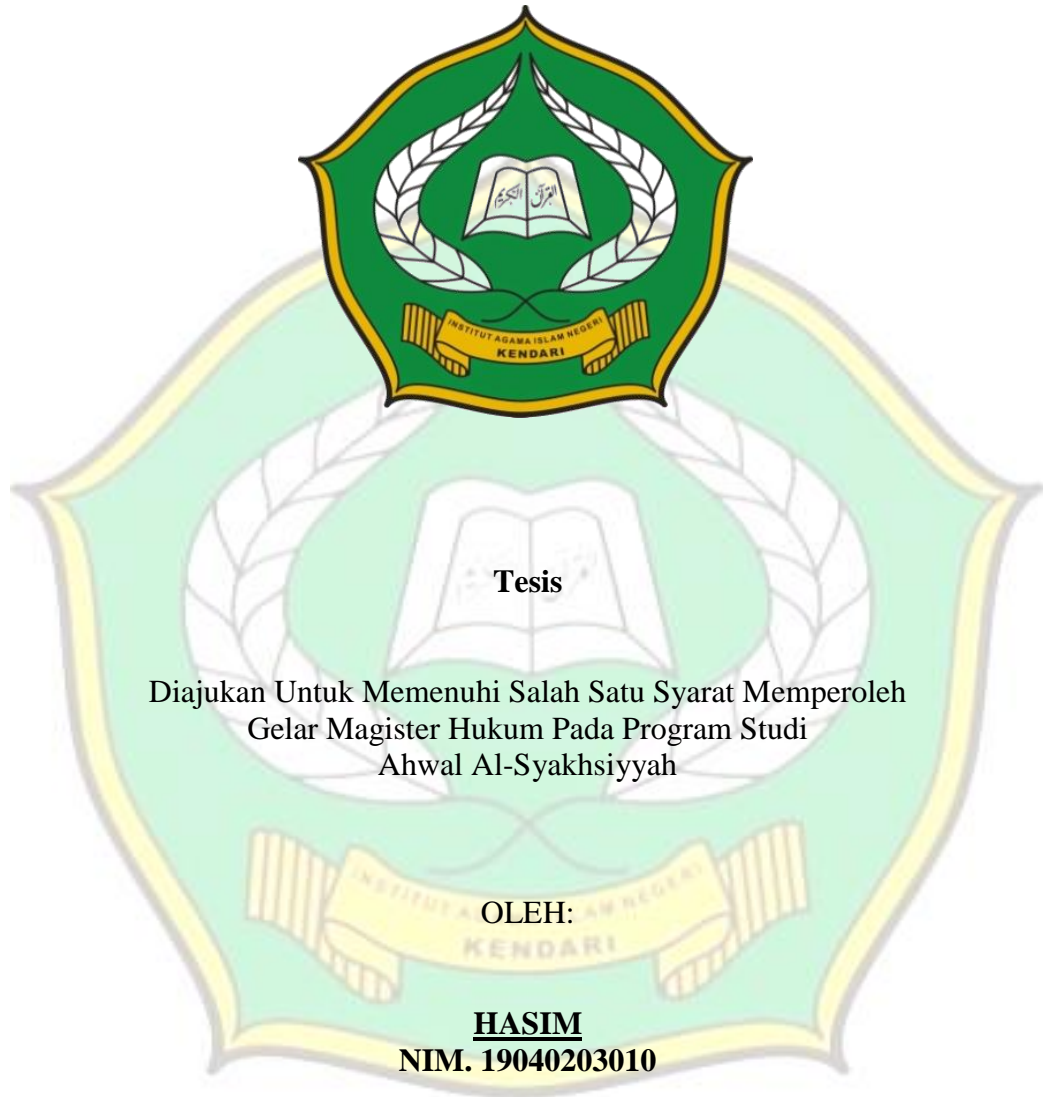 القرآن الكريم
INSTITUT AGAMA ISLAM NEGERI
KENDARI
Tesis
Diajukan Untuk Memenuhi Salah Satu Syarat Memperoleh
Gelar Magister Hukum Pada Program Studi
Ahwal Al-Syakhsiyyah
OLEH:
KENDARI
HASIM
NIM. 19040203010